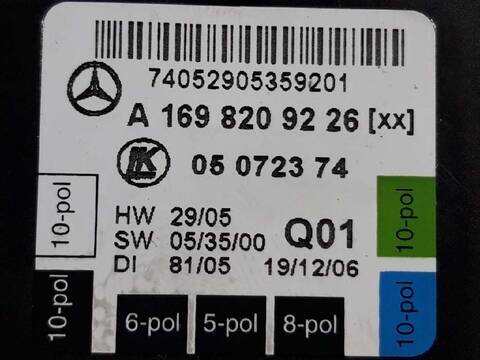 74052905359201
A 169 820 92 26 [xx]
K
05 0723 74
10-pol
10-pol
HW 29/05
SW 05/35/00
Q01
DI 81/05 19/12/06
10-pol
10-pol
6-pol
5-pol
8-pol